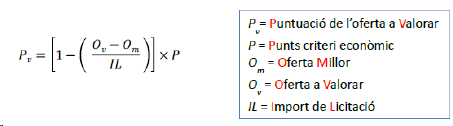 P_v = [1 − ((O_v − O_m) / IL)] × P
P_v = Puntuació de l'oferta a Valorar
P = Punts criteri econòmic
O_m = Oferta Millor
O_v = Oferta a Valorar
IL = Import de Licitació